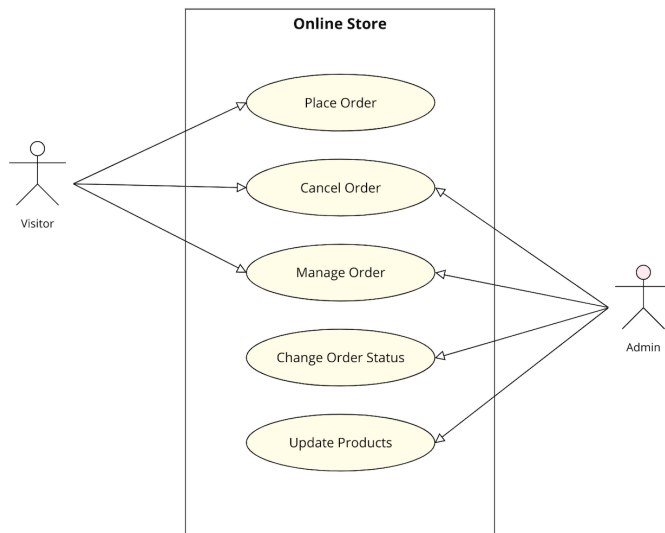 Online Store
Place Order
Cancel Order
Visitor
Manage Order
Admin
Change Order Status
Update Products